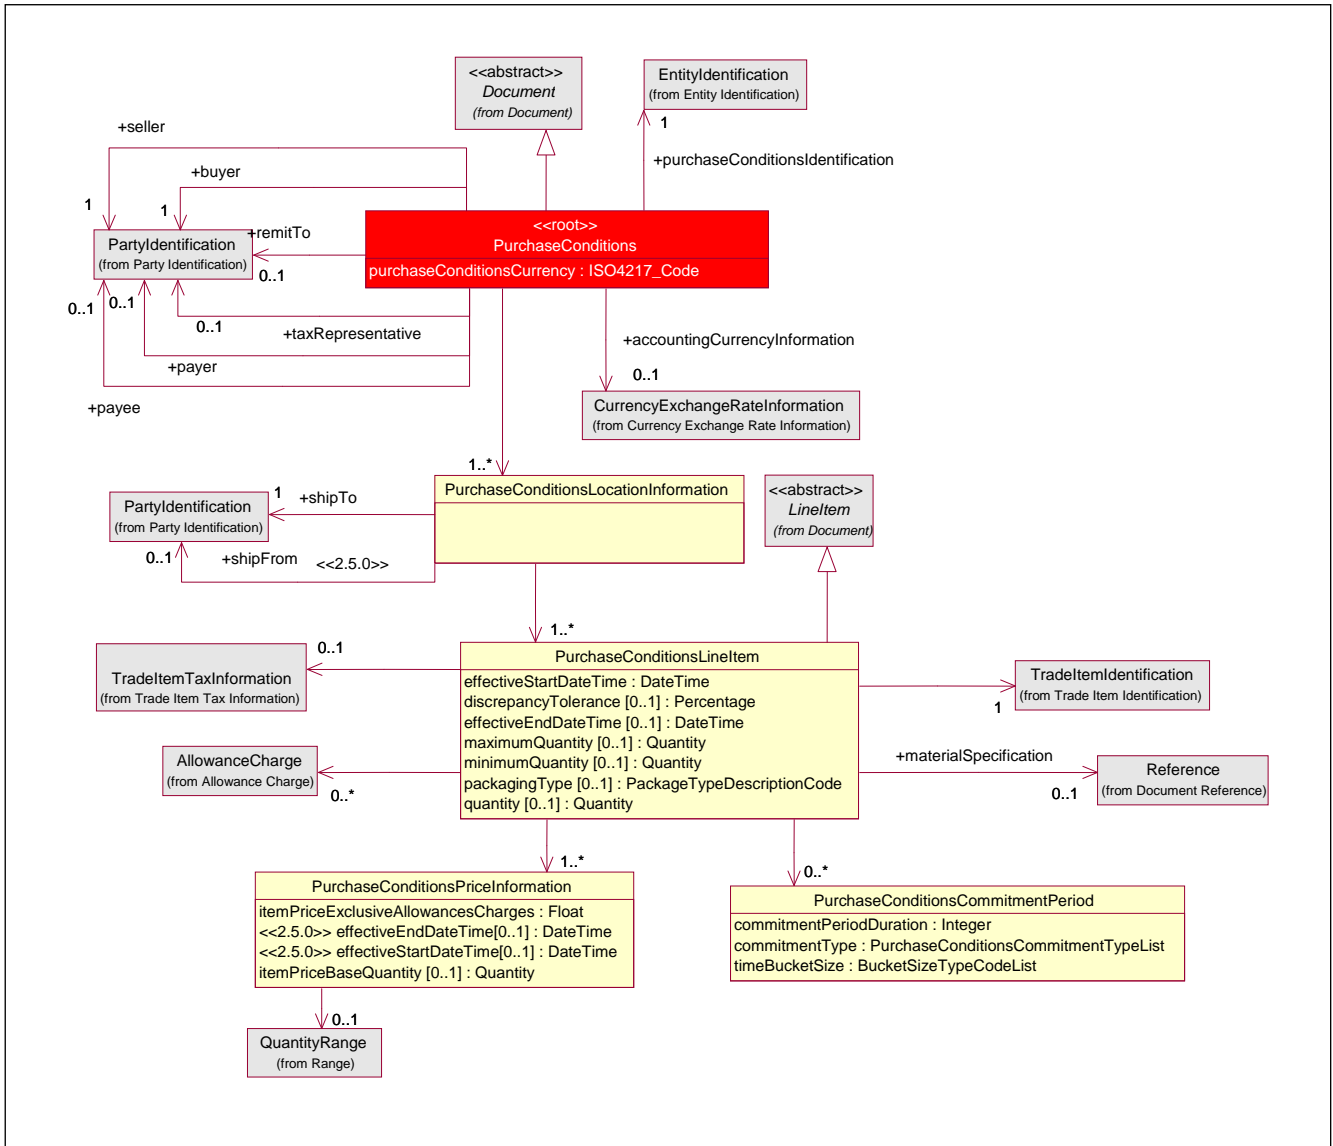 <<abstract>>
Document
(from Document)
EntityIdentification
(from Entity Identification)
1
+purchaseConditionsIdentification
+seller
+buyer
1
1
+remitTo
0..1
PartyIdentification
(from Party Identification)
<<root>>
PurchaseConditions
purchaseConditionsCurrency : ISO4217_Code
0..1
0..1
0..1
+taxRepresentative
+payer
+payee
+accountingCurrencyInformation
0..1
CurrencyExchangeRateInformation
(from Currency Exchange Rate Information)
1..*
PurchaseConditionsLocationInformation
<<abstract>>
LineItem
(from Document)
PartyIdentification
(from Party Identification)
1
+shipTo
0..1
+shipFrom
<<2.5.0>>
1..*
TradeItemTaxInformation
(from Trade Item Tax Information)
0..1
PurchaseConditionsLineItem
effectiveStartDateTime : DateTime
discrepancyTolerance [0..1] : Percentage
effectiveEndDateTime [0..1] : DateTime
maximumQuantity [0..1] : Quantity
minimumQuantity [0..1] : Quantity
packagingType [0..1] : PackageTypeDescriptionCode
quantity [0..1] : Quantity
TradeItemIdentification
(from Trade Item Identification)
1
AllowanceCharge
(from Allowance Charge)
0..*
+materialSpecification
0..1
Reference
(from Document Reference)
1..*
0..*
PurchaseConditionsPriceInformation
itemPriceExclusiveAllowancesCharges : Float
<<2.5.0>> effectiveEndDateTime[0..1] : DateTime
<<2.5.0>> effectiveStartDateTime[0..1] : DateTime
itemPriceBaseQuantity [0..1] : Quantity
PurchaseConditionsCommitmentPeriod
commitmentPeriodDuration : Integer
commitmentType : PurchaseConditionsCommitmentTypeList
timeBucketSize : BucketSizeTypeCodeList
0..1
QuantityRange
(from Range)